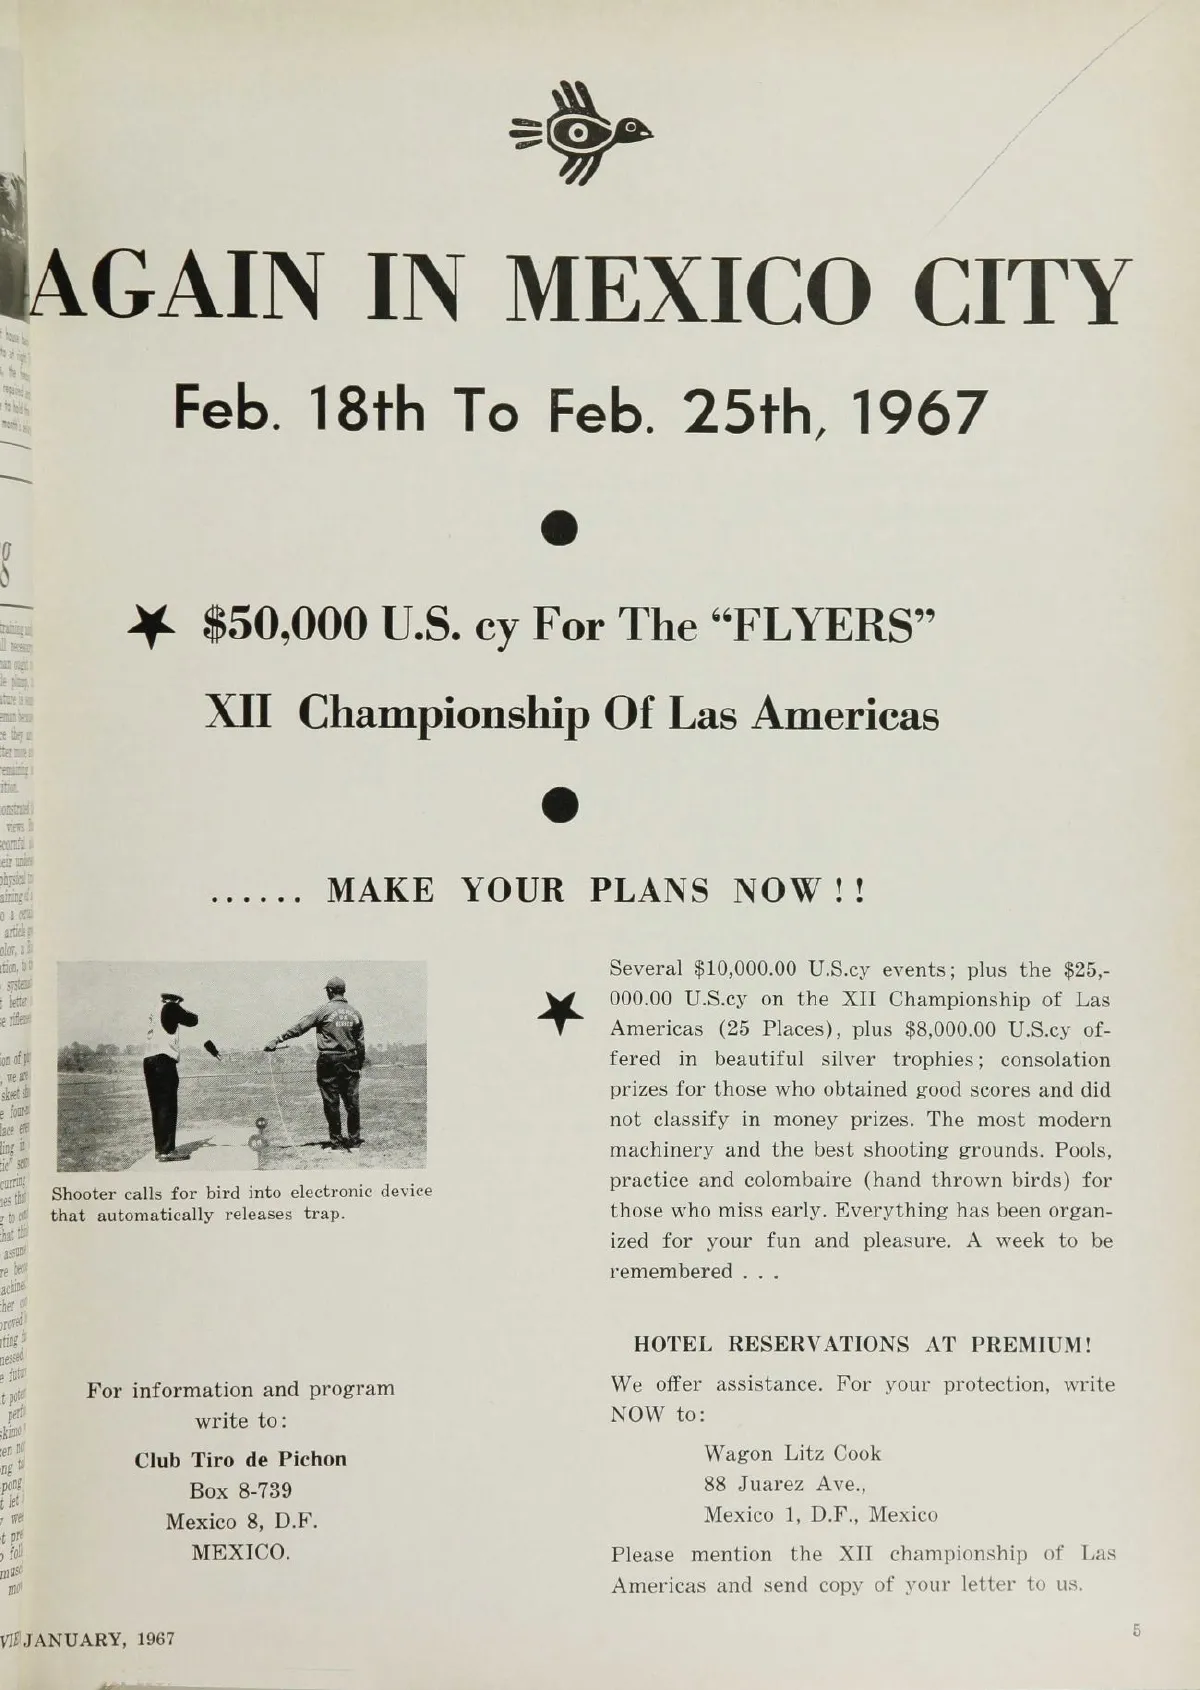 AGAIN IN MEXICO CITY
Feb. 18th To Feb. 25th, 1967
$50,000 U.S. cy For The “FLYERS”
XII Championship Of Las Americas
...... MAKE YOUR PLANS NOW ! !
Shooter calls for bird into electronic device
that automatically releases trap.
For information and program
write to:
Club Tiro de Pichon
Box 8-739
Mexico 8, D.F.
MEXICO.
Several $10,000.00 U.S.cy events; plus the $25,-
000.00 U.S.cy on the XII Championship of Las
Americas (25 Places), plus $8,000.00 U.S.cy of-
fered in beautiful silver trophies; consolation
prizes for those who obtained good scores and did
not classify in money prizes. The most modern
machinery and the best shooting grounds. Pools,
practice and colombaire (hand thrown birds) for
those who miss early. Everything has been organ-
ized for your fun and pleasure. A week to be
remembered . . .
HOTEL RESERVATIONS AT PREMIUM!
We offer assistance. For your protection, write
NOW to:
Wagon Litz Cook
88 Juarez Ave.,
Mexico 1, D.F., Mexico
Please mention the XII championship of Las
Americas and send copy of your letter to us.
JANUARY, 1967
5